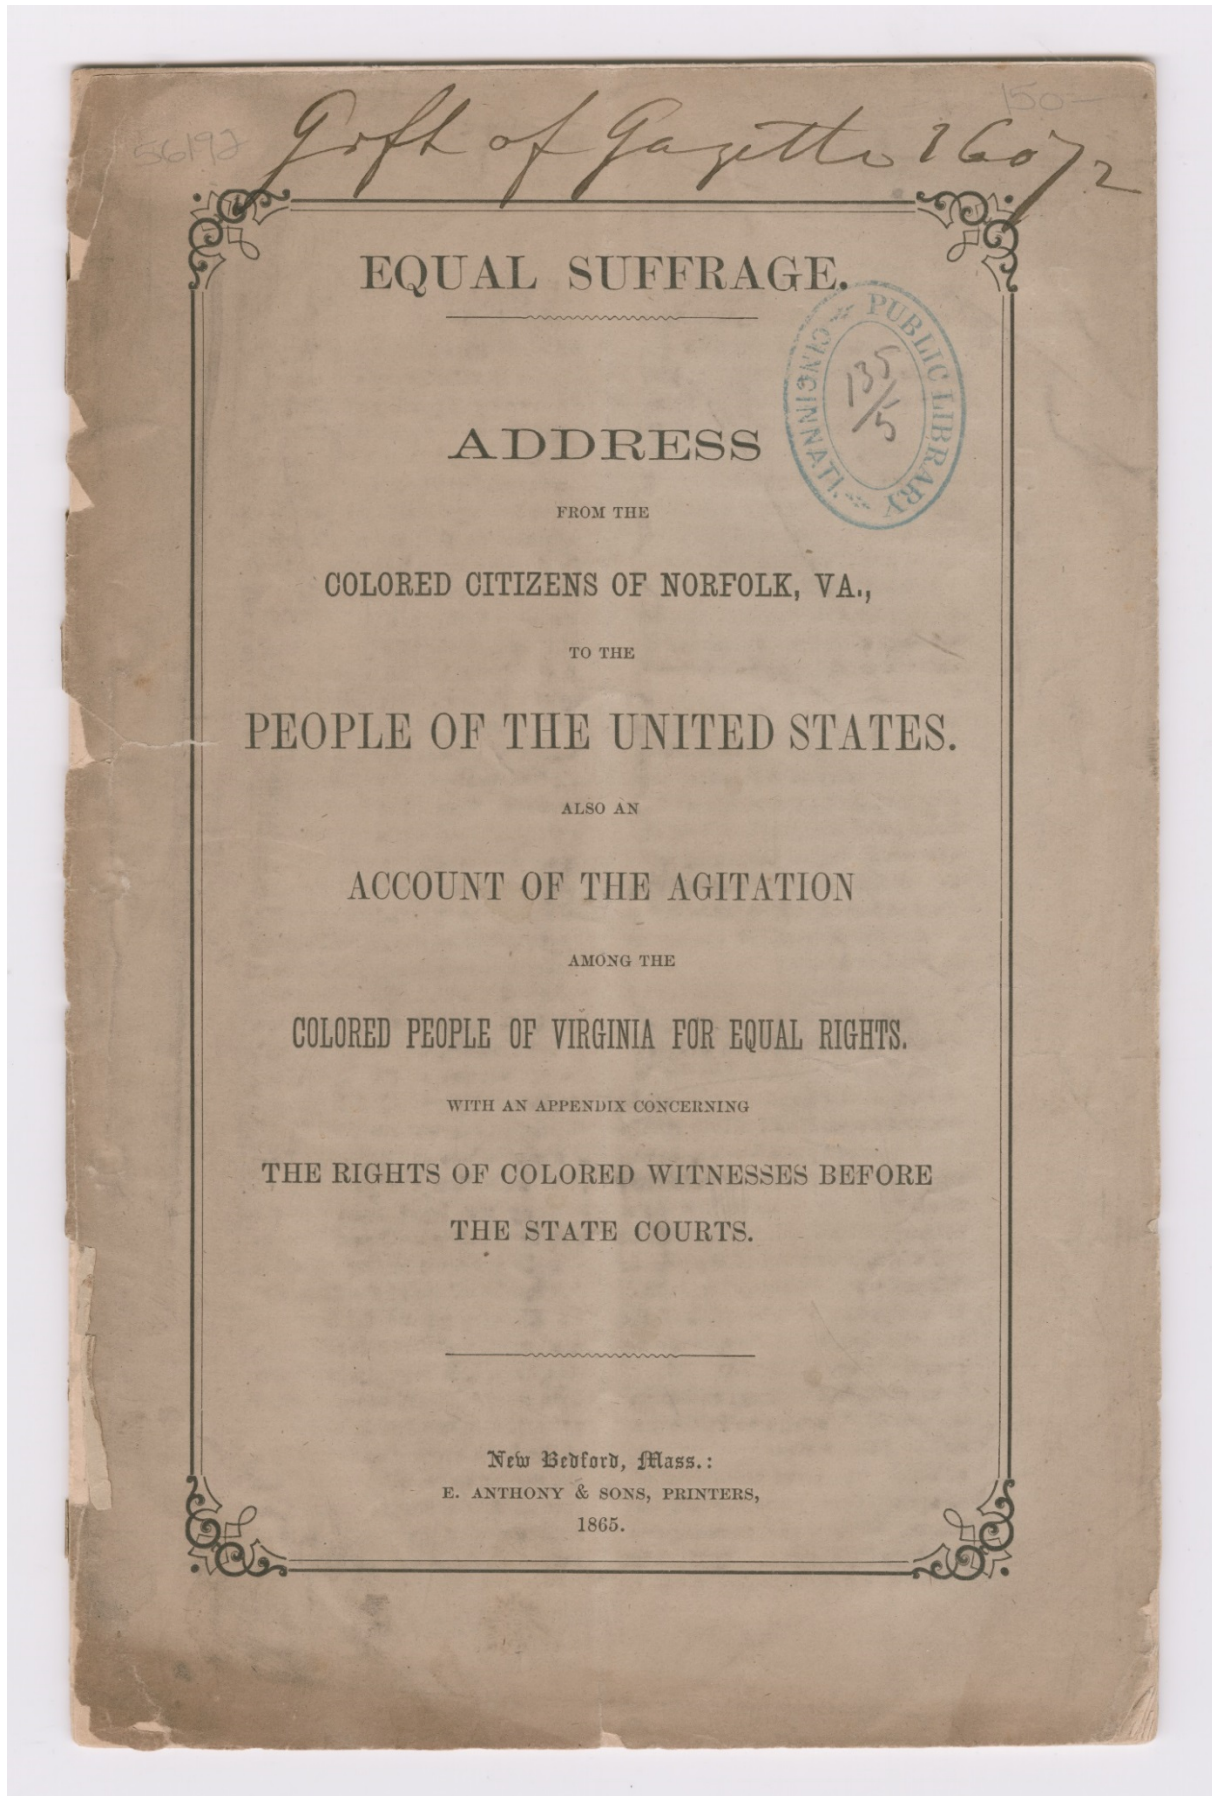 56192
150-
Gift of Gazette 16072
EQUAL SUFFRAGE.
PUBLIC LIBRARY
CINCINNATI.
135/5
ADDRESS
FROM THE
COLORED CITIZENS OF NORFOLK, VA.,
TO THE
PEOPLE OF THE UNITED STATES.
ALSO AN
ACCOUNT OF THE AGITATION
AMONG THE
COLORED PEOPLE OF VIRGINIA FOR EQUAL RIGHTS.
WITH AN APPENDIX CONCERNING
THE RIGHTS OF COLORED WITNESSES BEFORE
THE STATE COURTS.
New Bedford, Mass.:
E. ANTHONY & SONS, PRINTERS,
1865.